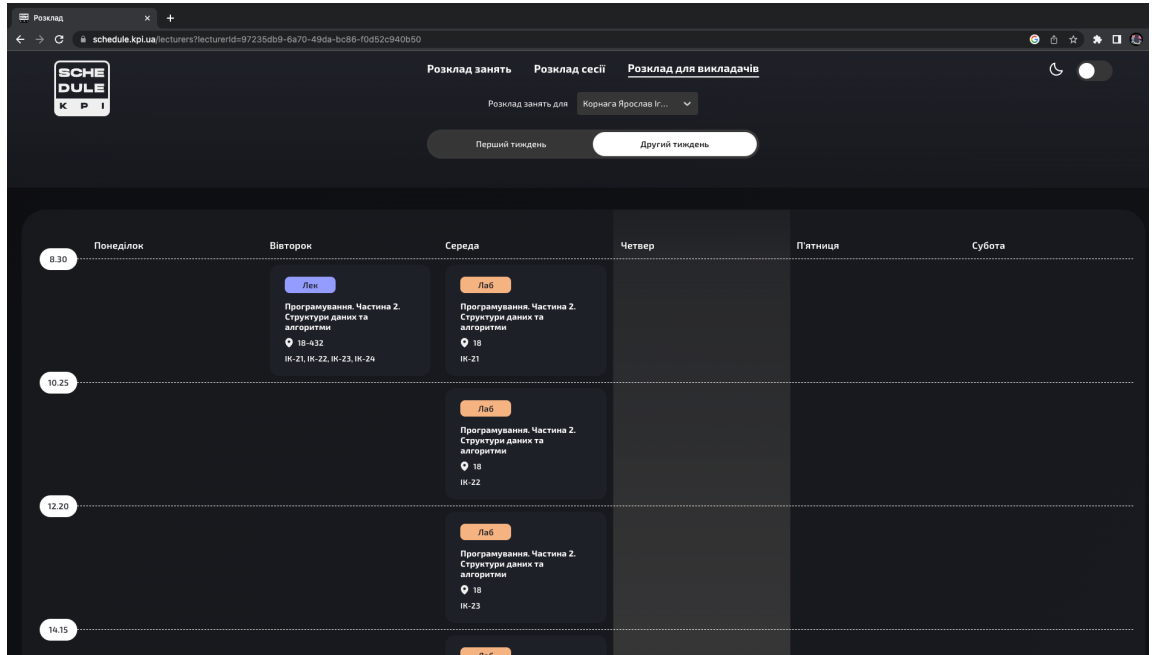 Розклад
schedule.kpi.ua/lecturers?lecturerId=97235db9-6a70-49da-bc86-f0d52c940b50
SCHE
DULE
KPI
Розклад занять Розклад сесії Розклад для викладачів
Розклад занять для Корнага Ярослав Іг...
Перший тиждень Другий тиждень
Понеділок Вівторок Середа Четвер П'ятниця Субота
8.30
Лек
Програмування. Частина 2.
Структури даних та
алгоритми
18-432
ІК-21, ІК-22, ІК-23, ІК-24
Лаб
Програмування. Частина 2.
Структури даних та
алгоритми
18
ІК-21
10.25
Лаб
Програмування. Частина 2.
Структури даних та
алгоритми
18
ІК-22
12.20
Лаб
Програмування. Частина 2.
Структури даних та
алгоритми
18
ІК-23
14.15
Лаб